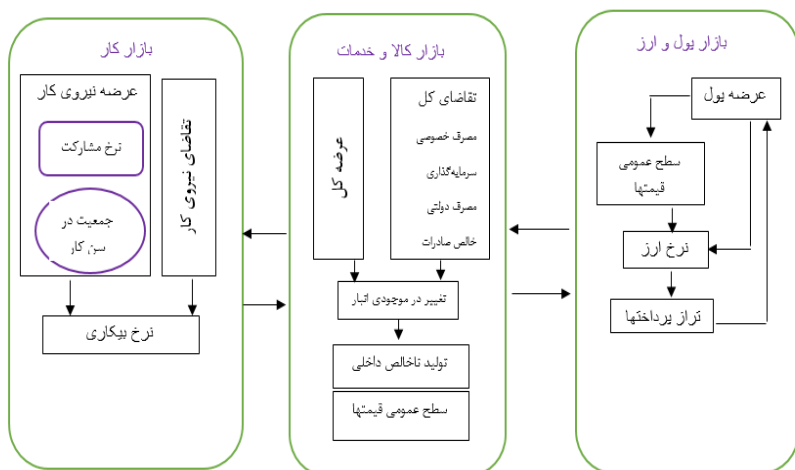 بازار پول و ارز
عرضه پول
سطح عمومی
قیمتها
نرخ ارز
تراز پرداختها
بازار کالا و خدمات
تقاضای کل
مصرف خصوصی
سرمایه‌گذاری
مصرف دولتی
خالص صادرات
عرضه کل
تغییر در موجودی انبار
تولید ناخالص داخلی
سطح عمومی قیمتها
بازار کار
تقاضای نیروی کار
عرضه نیروی کار
نرخ مشارکت
جمعیت در
سن کار
نرخ بیکاری